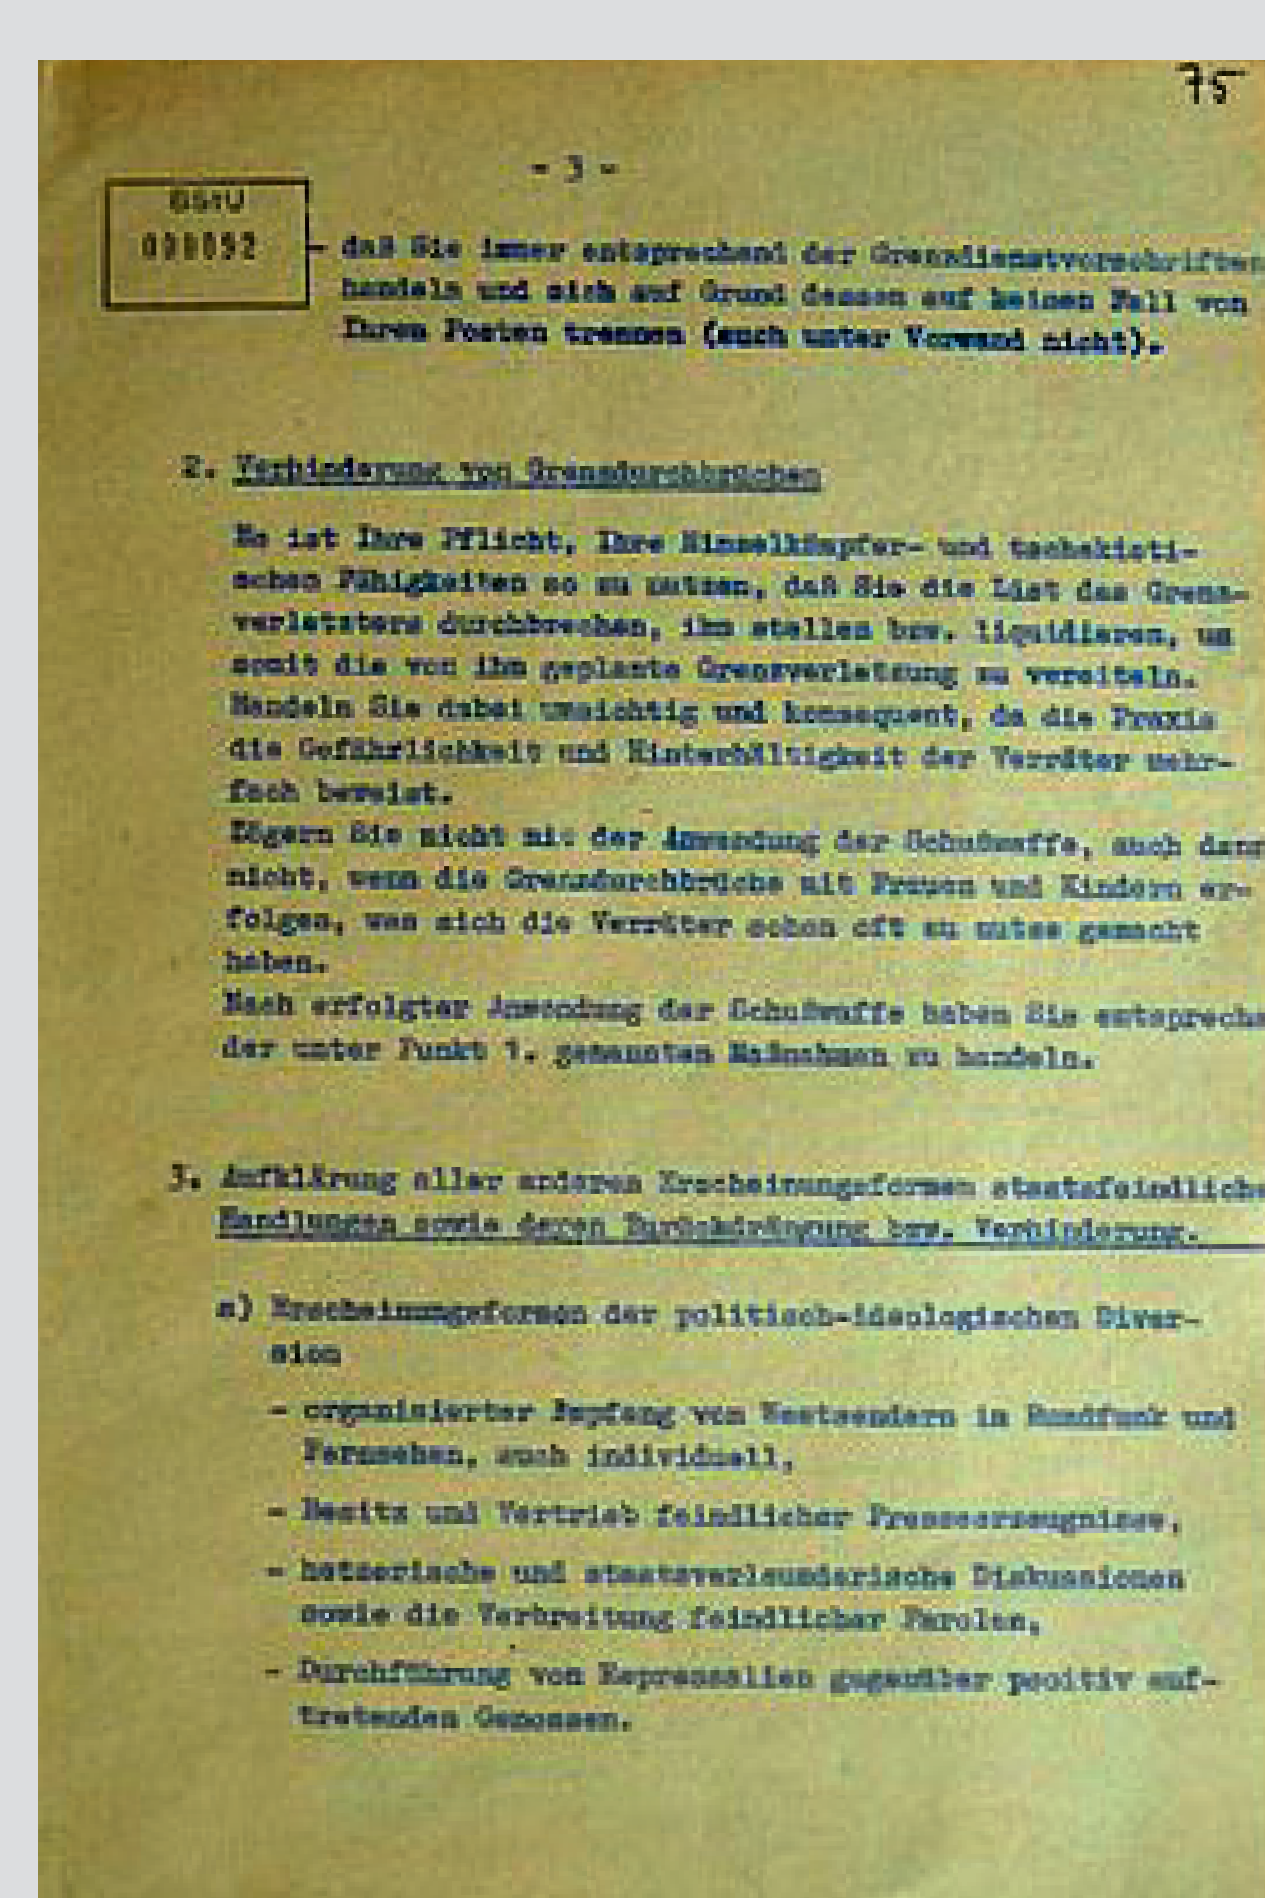 75
- 3 -
BStU
000092
- daß Sie immer entsprechend der Grenzdienstvorschriften
handeln und sich auf Grund dessen auf keinen Fall von
Ihrem Posten trennen (auch unter Vorwand nicht).
2. Verhinderung von Grenzdurchbrüchen
Es ist Ihre Pflicht, Ihre Einzelkämpfer- und tschekisti-
schen Fähigkeiten so zu nutzen, daß Sie die List des Grenz-
verletzers durchbrechen, ihn stellen bzw. liquidieren, um
somit die von ihm geplante Grenzverletzung zu vereiteln.
Handeln Sie dabei umsichtig und konsequent, da die Praxis
die Gefährlichkeit und Hinterhältigkeit der Verräter mehr-
fach beweist.
Zögern Sie nicht mit der Anwendung der Schußwaffe, auch dann
nicht, wenn die Grenzdurchbrüche mit Frauen und Kindern er-
folgen, was sich die Verräter schon oft zu nutze gemacht
haben.
Nach erfolgter Anwendung der Schußwaffe haben Sie entspreche
der unter Punkt 1. genannten Maßnahmen zu handeln.
3. Aufklärung aller anderen Erscheinungsformen staatsfeindliche
Handlungen sowie deren Zurückdrängung bzw. Verhinderung.
a) Erscheinungsformen der politisch-ideologischen Diver-
sion
- organisierter Empfang von Westsendern in Rundfunk und
Fernsehen, auch individuell,
- Besitz und Vertrieb feindlicher Presseerzeugnisse,
- hetzerische und staatsverleumderische Diskussionen
sowie die Verbreitung feindlicher Parolen,
- Durchführung von Repressalien gegenüber positiv auf-
tretenden Genossen.